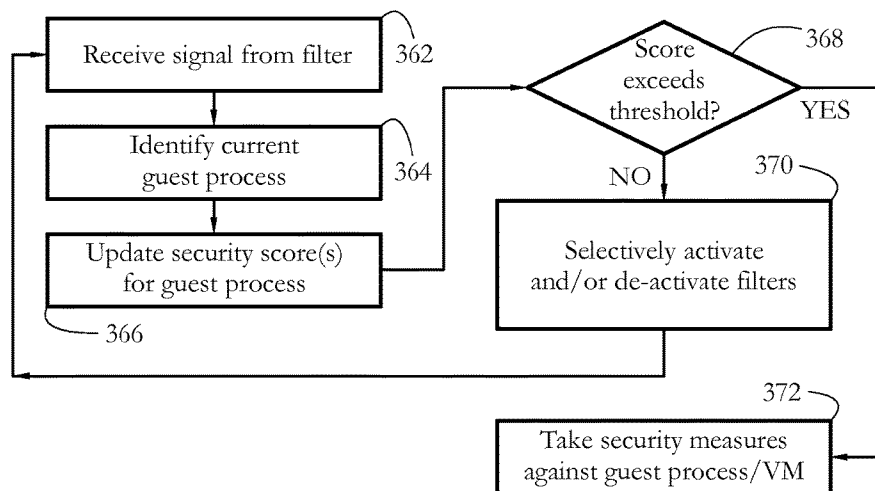 Receive signal from filter
362
Identify current
guest process
364
Update security score(s)
for guest process
366
Score
exceeds
threshold?
368
YES
NO
370
Selectively activate
and/or de-activate filters
372
Take security measures
against guest process/VM